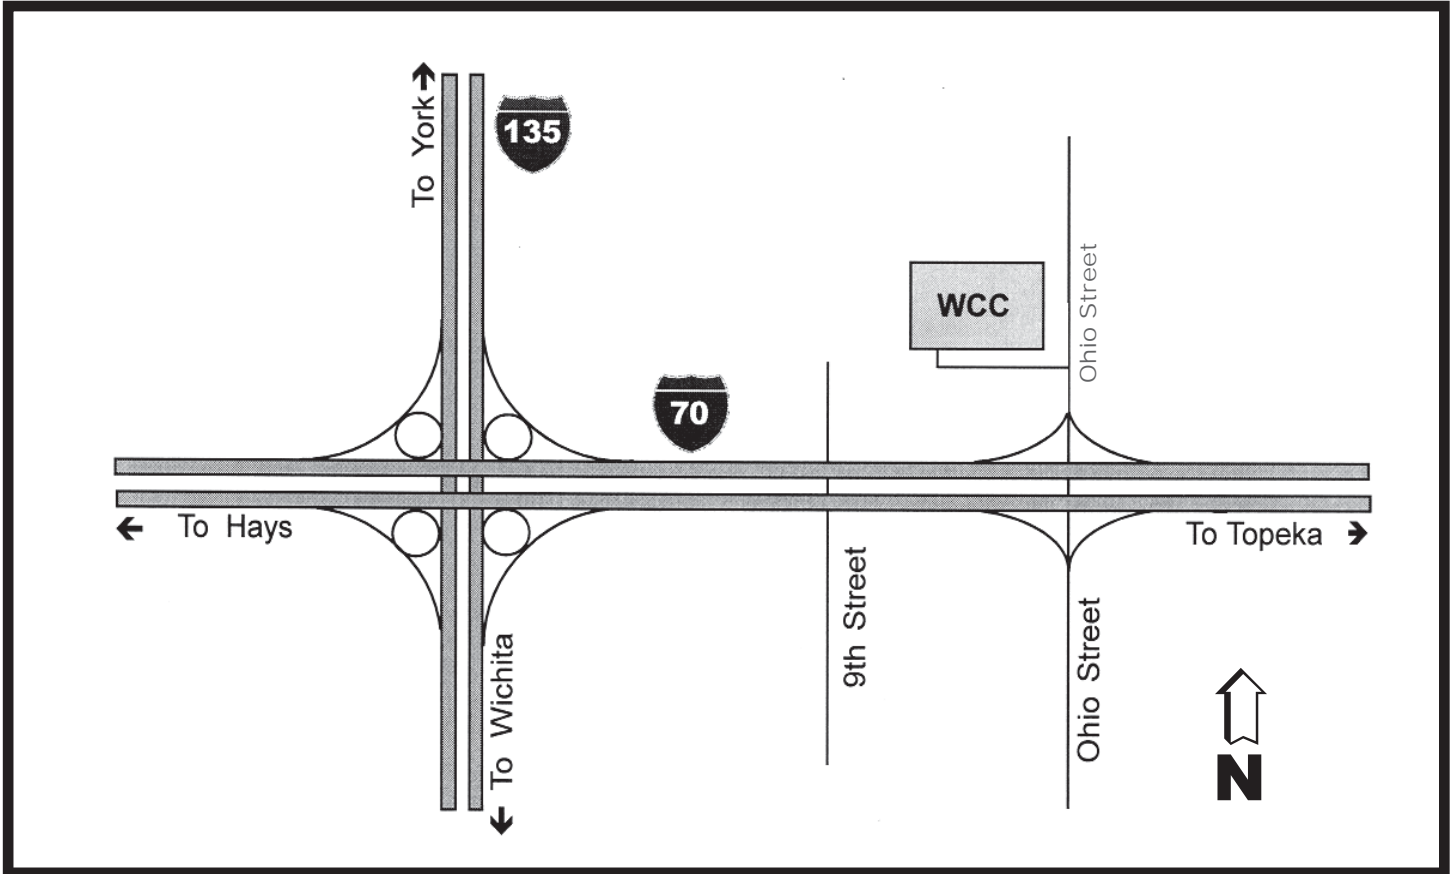 To York
135
Ohio Street
WCC
70
To Hays
To Topeka
9th Street
Ohio Street
To Wichita
N